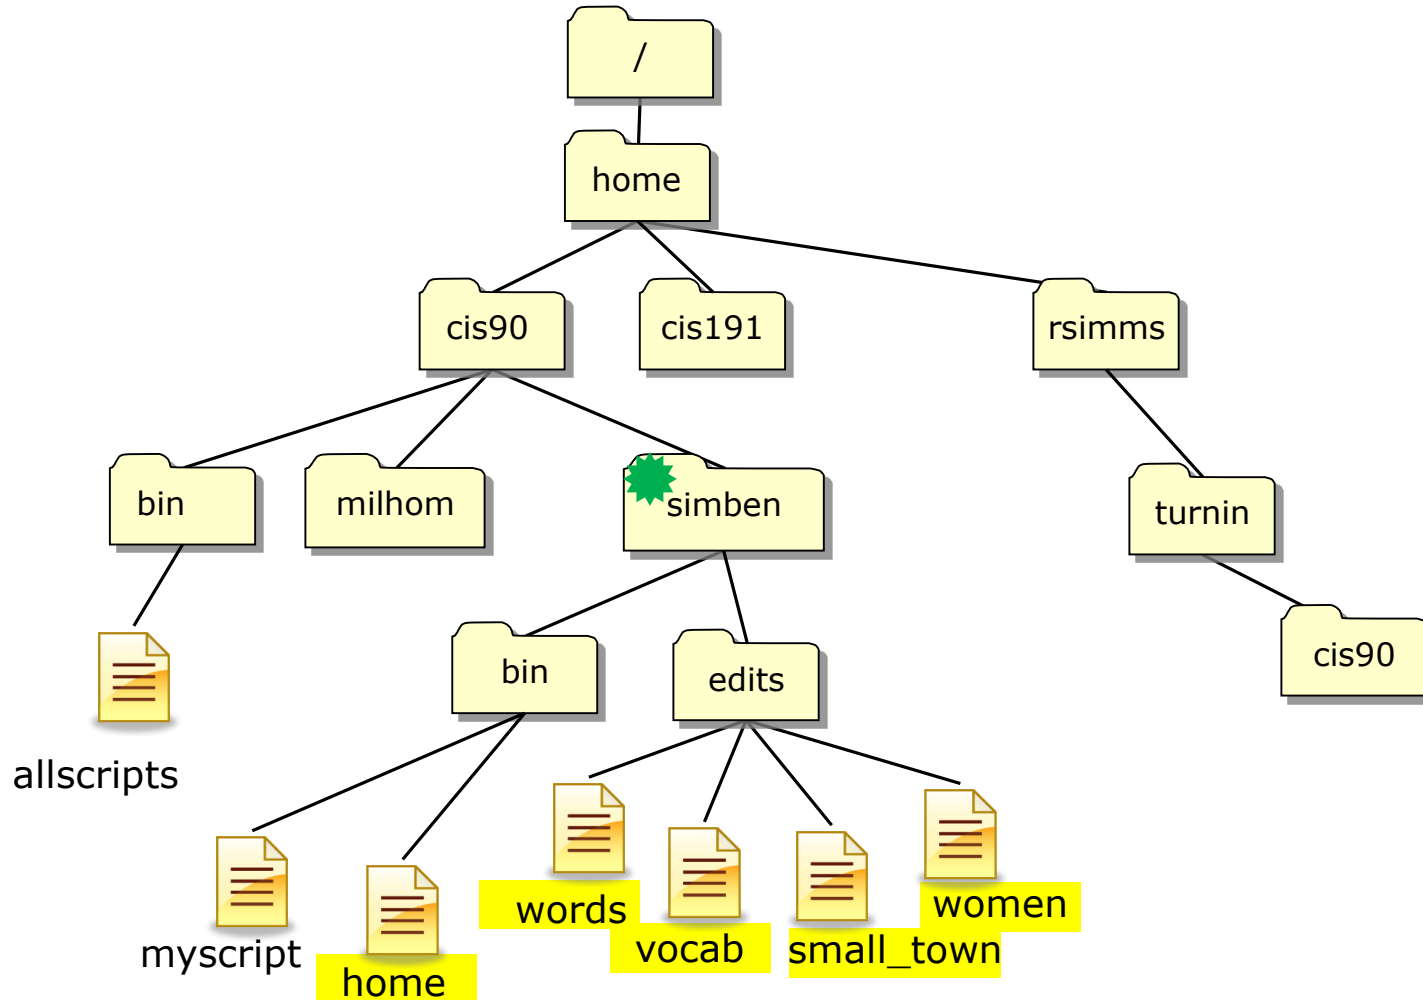 /
home
cis90
cis191
rsimms
bin
milhom
simben
turnin
bin
edits
cis90
allscripts
myscript
home
words
vocab
small_town
women